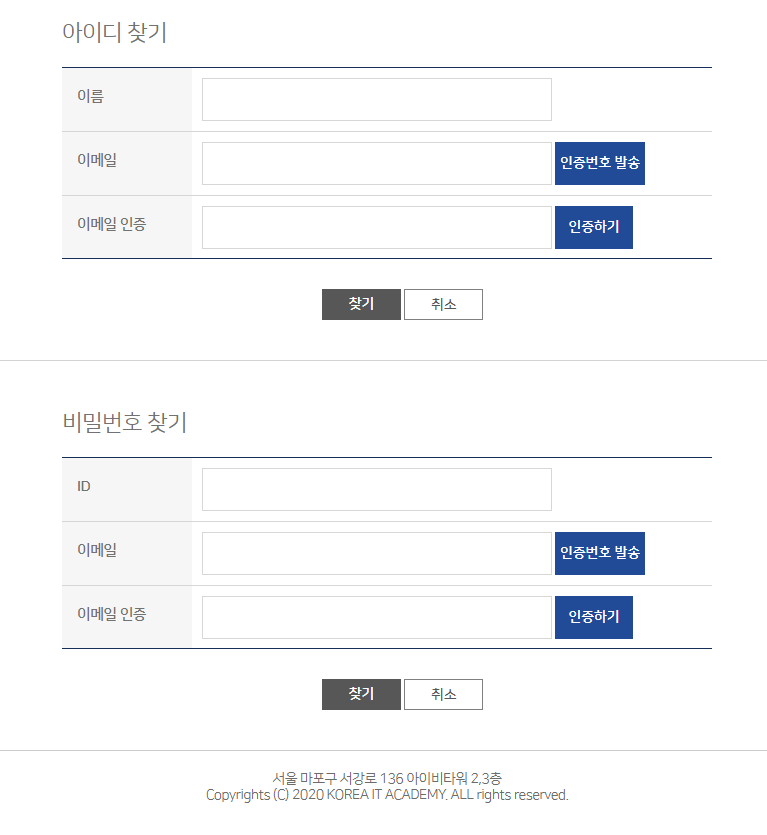 아이디 찾기
이름
이메일 인증번호 발송
이메일 인증 인증하기
찾기 취소
비밀번호 찾기
ID
이메일 인증번호 발송
이메일 인증 인증하기
찾기 취소
서울 마포구 서강로 136 아이비타워 2,3층
Copyrights (C) 2020 KOREA IT ACADEMY. ALL rights reserved.